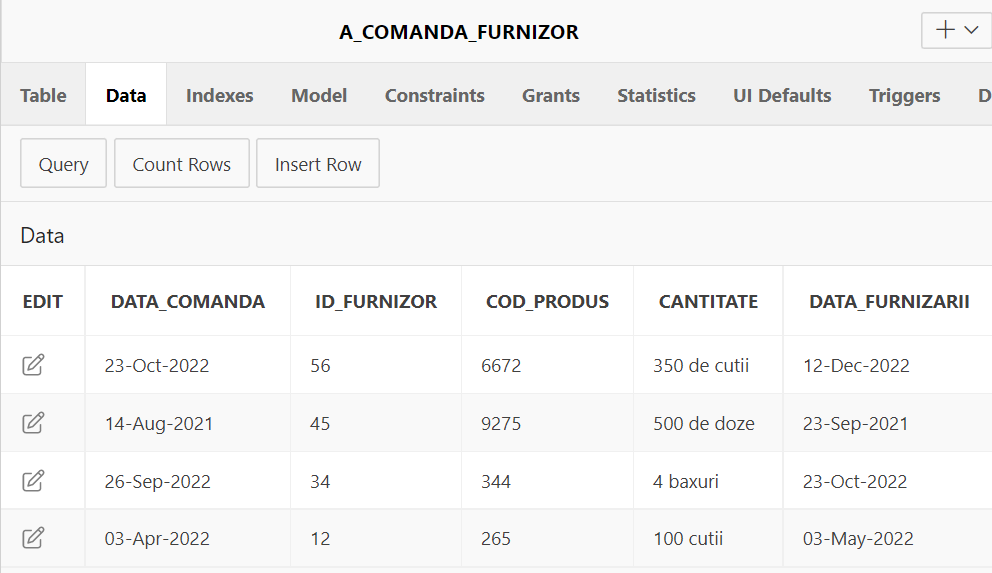 A_COMANDA_FURNIZOR
Table Data Indexes Model Constraints Grants Statistics UI Defaults Triggers D
Query Count Rows Insert Row
Data
EDIT DATA_COMANDA ID_FURNIZOR COD_PRODUS CANTITATE DATA_FURNIZARII
23-Oct-2022 56 6672 350 de cutii 12-Dec-2022
14-Aug-2021 45 9275 500 de doze 23-Sep-2021
26-Sep-2022 34 344 4 baxuri 23-Oct-2022
03-Apr-2022 12 265 100 cutii 03-May-2022